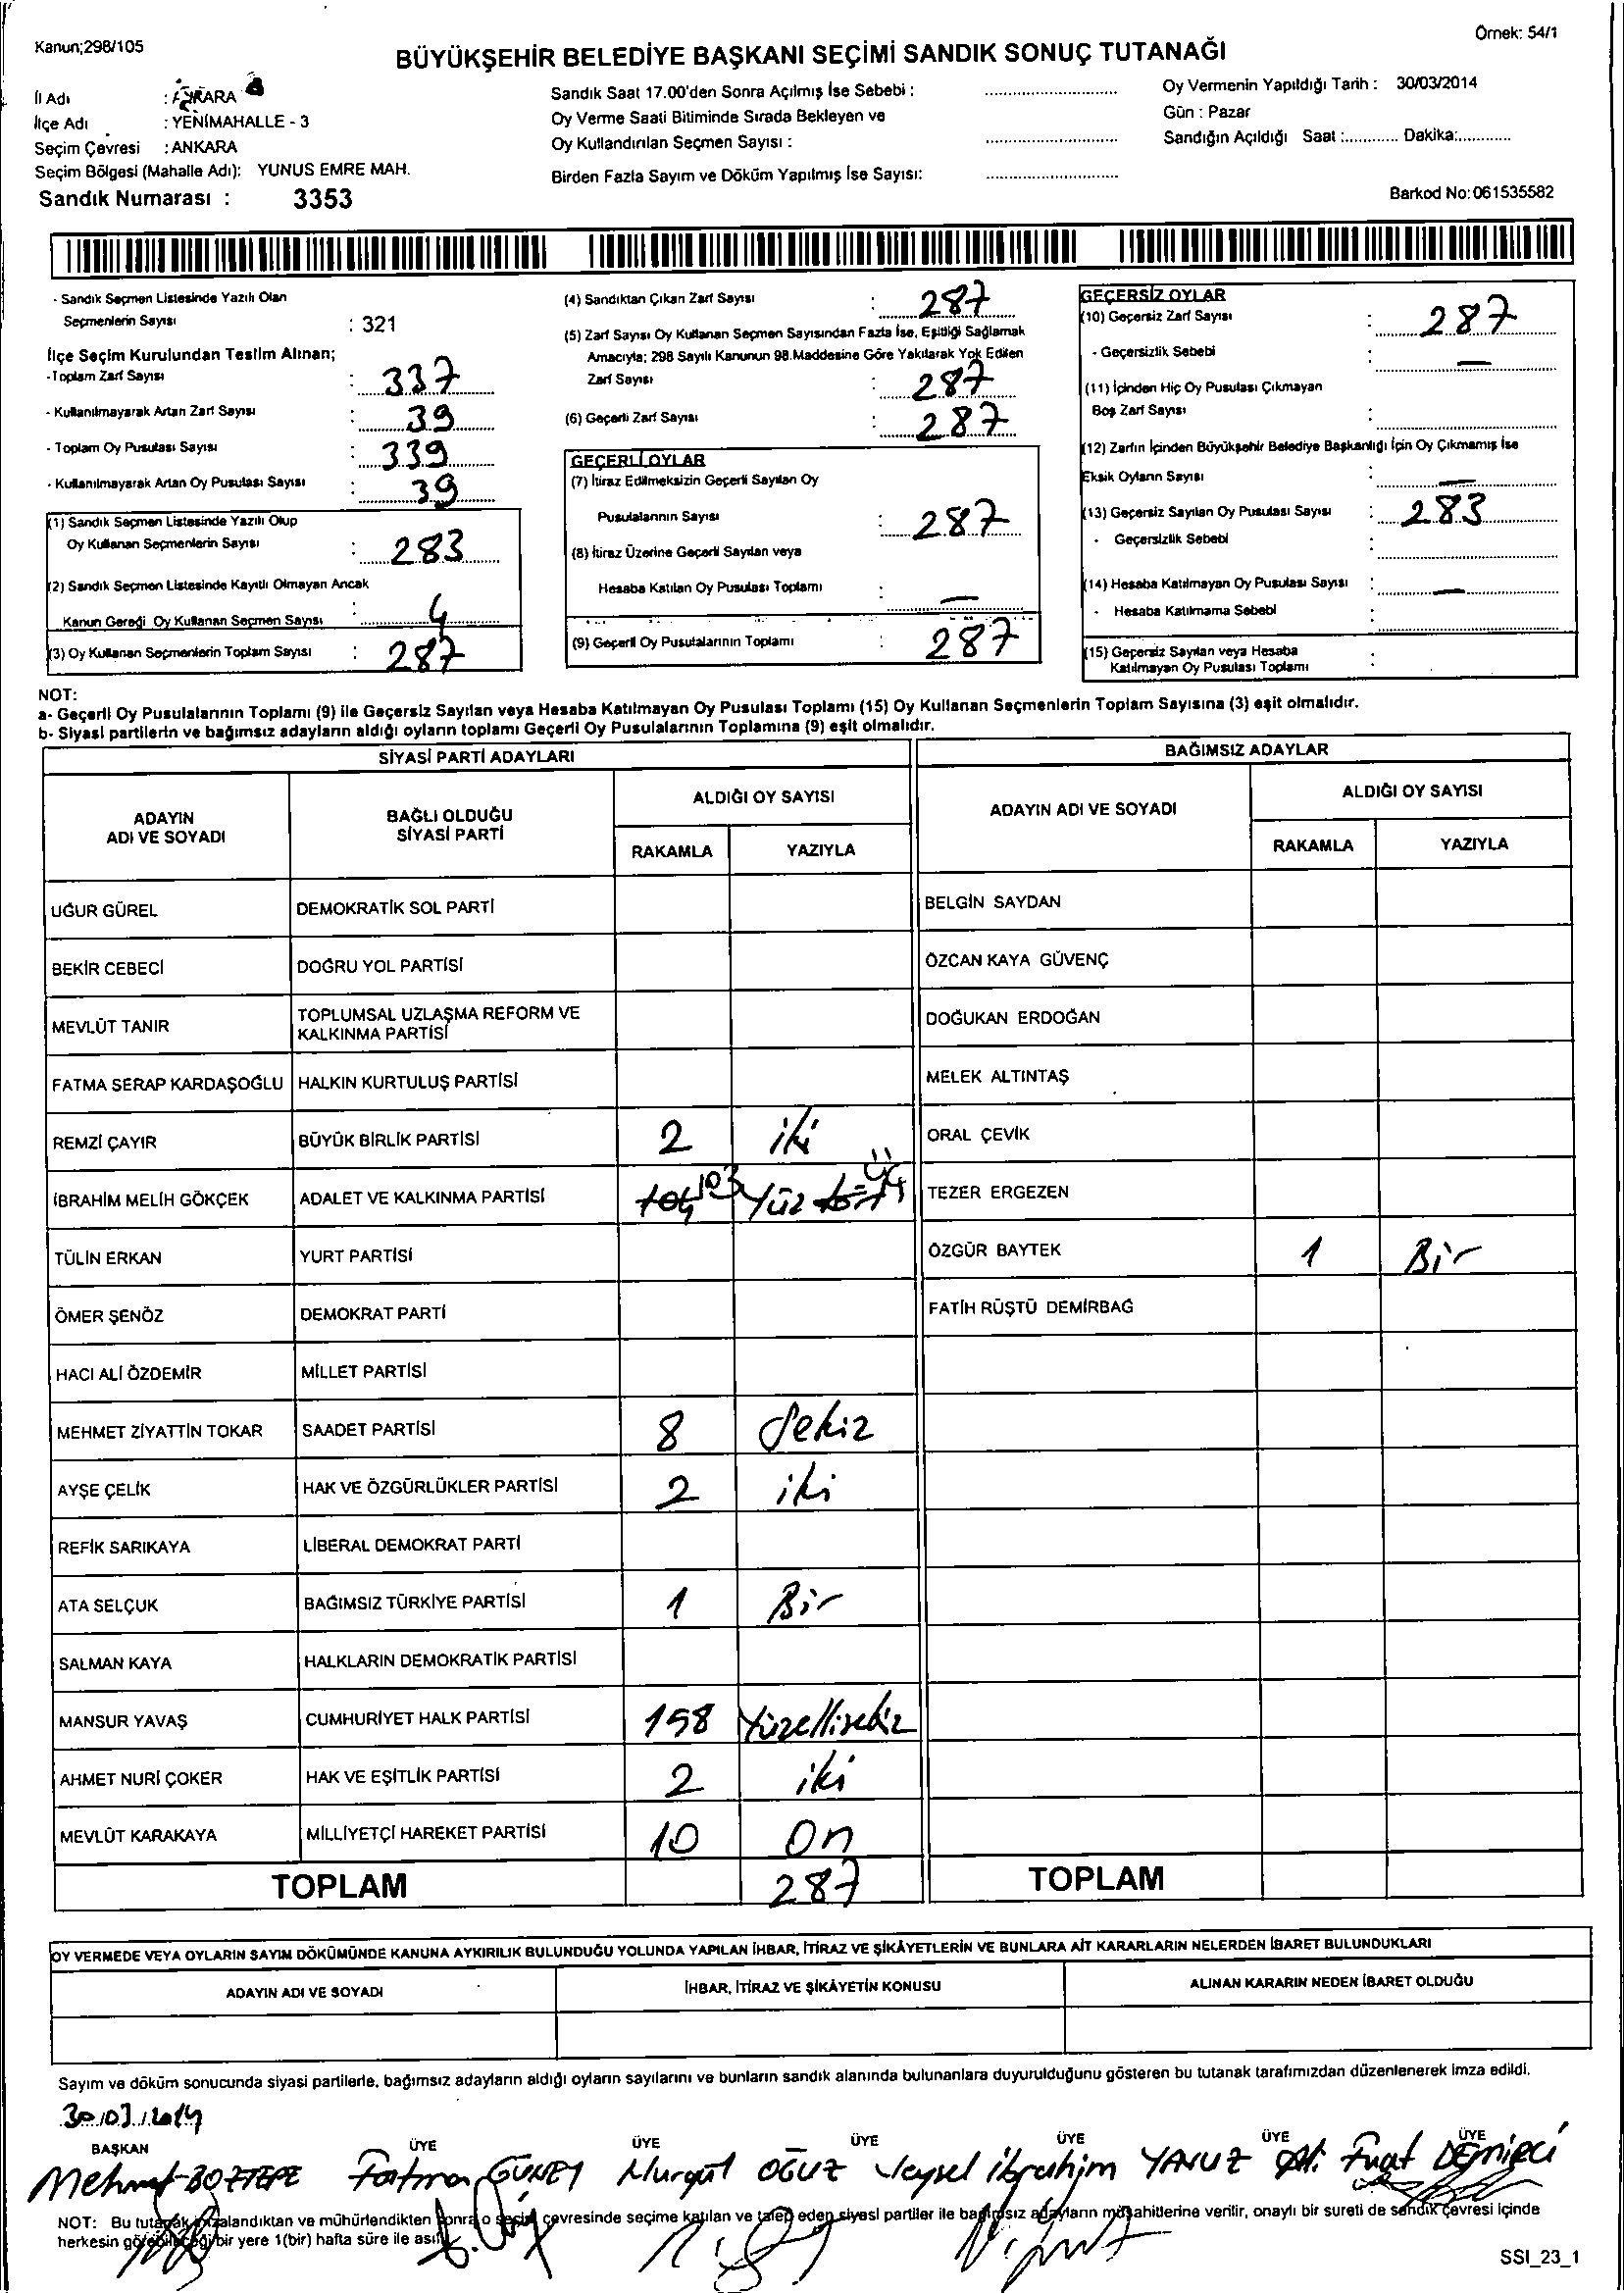 Kanun;298/105
Örnek: 54/1
BÜYÜKŞEHİR BELEDİYE BAŞKANI SEÇİMİ SANDIK SONUÇ TUTANAĞI
İl Adı : ANKARA
İlçe Adı : YENİMAHALLE - 3
Seçim Çevresi : ANKARA
Seçim Bölgesi (Mahalle Adı): YUNUS EMRE MAH.
Sandık Numarası : 3353
Sandık Saat 17.00'den Sonra Açılmış İse Sebebi :
Oy Verme Saati Bitiminde Sırada Bekleyen ve
Oy Kullandırılan Seçmen Sayısı :
Birden Fazla Sayım ve Döküm Yapılmış İse Sayısı:
Oy Vermenin Yapıldığı Tarih : 30/03/2014
Gün : Pazar
Sandığın Açıldığı Saat :............ Dakika:............
Barkod No:061535582
- Sandık Seçmen Listesinde Yazılı Olan
Seçmenlerin Sayısı : 321
İlçe Seçim Kurulundan Teslim Alınan;
-Toplam Zarf Sayısı : 337
- Kullanılmayarak Artan Zarf Sayısı : 39
- Toplam Oy Pusulası Sayısı : 339
- Kullanılmayarak Artan Oy Pusulası Sayısı : 39
(1) Sandık Seçmen Listesinde Yazılı Olup
Oy Kullanan Seçmenlerin Sayısı : 283
(2) Sandık Seçmen Listesinde Kayıtlı Olmayan Ancak
Kanun Gereği Oy Kullanan Seçmen Sayısı : 4
(3) Oy Kullanan Seçmenlerin Toplam Sayısı : 287
(4) Sandıktan Çıkan Zarf Sayısı : 287
(5) Zarf Sayısı Oy Kullanan Seçmen Sayısından Fazla İse, Eşitliği Sağlamak
Amacıyla; 298 Sayılı Kanunun 98.Maddesine Göre Yakılarak Yok Edilen
Zarf Sayısı : 287
(6) Geçerli Zarf Sayısı : 287
GEÇERLİ OYLAR
(7) İtiraz Edilmeksizin Geçerli Sayılan Oy
Pusulalarının Sayısı : 287
(8) İtiraz Üzerine Geçerli Sayılan veya
Hesaba Katılan Oy Pusulası Toplamı : —
(9) Geçerli Oy Pusulalarının Toplamı : 287
GEÇERSİZ OYLAR
(10) Geçersiz Zarf Sayısı : 287
- Geçersizlik Sebebi : —
(11) İçinden Hiç Oy Pusulası Çıkmayan
Boş Zarf Sayısı :
(12) Zarfın İçinden Büyükşehir Belediye Başkanlığı İçin Oy Çıkmamış İse
Eksik Oyların Sayısı : —
(13) Geçersiz Sayılan Oy Pusulası Sayısı : 283
- Geçersizlik Sebebi :
(14) Hesaba Katılmayan Oy Pusulası Sayısı : —
- Hesaba Katılmama Sebebi :
(15) Geçersiz Sayılan veya Hesaba
Katılmayan Oy Pusulası Toplamı :
NOT:
a- Geçerli Oy Pusulalarının Toplamı (9) ile Geçersiz Sayılan veya Hesaba Katılmayan Oy Pusulası Toplamı (15) Oy Kullanan Seçmenlerin Toplam Sayısına (3) eşit olmalıdır.
b- Siyasi partilerin ve bağımsız adayların aldığı oyların toplamı Geçerli Oy Pusulalarının Toplamına (9) eşit olmalıdır.
SİYASİ PARTİ ADAYLARI
BAĞIMSIZ ADAYLAR
ADAYIN ADI VE SOYADI
BAĞLI OLDUĞU SİYASİ PARTİ
ALDIĞI OY SAYISI
RAKAMLA YAZIYLA
ADAYIN ADI VE SOYADI
ALDIĞI OY SAYISI
RAKAMLA YAZIYLA
UĞUR GÜREL DEMOKRATİK SOL PARTİ BELGİN SAYDAN
BEKİR CEBECİ DOĞRU YOL PARTİSİ ÖZCAN KAYA GÜVENÇ
MEVLÜT TANIR TOPLUMSAL UZLAŞMA REFORM VE KALKINMA PARTİSİ DOĞUKAN ERDOĞAN
FATMA SERAP KARDAŞOĞLU HALKIN KURTULUŞ PARTİSİ MELEK ALTINTAŞ
REMZİ ÇAYIR BÜYÜK BİRLİK PARTİSİ 2 iki ORAL ÇEVİK
İBRAHİM MELİH GÖKÇEK ADALET VE KALKINMA PARTİSİ 104 103 Yüz dört Üç TEZER ERGEZEN
TÜLİN ERKAN YURT PARTİSİ ÖZGÜR BAYTEK 1 Bir
ÖMER ŞENÖZ DEMOKRAT PARTİ FATİH RÜŞTÜ DEMİRBAĞ
HACI ALİ ÖZDEMİR MİLLET PARTİSİ
MEHMET ZİYATTİN TOKAR SAADET PARTİSİ 8 Sekiz
AYŞE ÇELİK HAK VE ÖZGÜRLÜKLER PARTİSİ 2 iki
REFİK SARIKAYA LİBERAL DEMOKRAT PARTİ
ATA SELÇUK BAĞIMSIZ TÜRKİYE PARTİSİ 1 Bir
SALMAN KAYA HALKLARIN DEMOKRATİK PARTİSİ
MANSUR YAVAŞ CUMHURİYET HALK PARTİSİ 158 Yüzellisekiz
AHMET NURİ ÇOKER HAK VE EŞİTLİK PARTİSİ 2 iki
MEVLÜT KARAKAYA MİLLİYETÇİ HAREKET PARTİSİ 10 On
TOPLAM 287 TOPLAM
OY VERMEDE VEYA OYLARIN SAYIM DÖKÜMÜNDE KANUNA AYKIRILIK BULUNDUĞU YOLUNDA YAPILAN İHBAR, İTİRAZ VE ŞİKÂYETLERİN VE BUNLARA AİT KARARLARIN NELERDEN İBARET BULUNDUKLARI
ADAYIN ADI VE SOYADI İHBAR, İTİRAZ VE ŞİKÂYETİN KONUSU ALINAN KARARIN NEDEN İBARET OLDUĞU
Sayım ve döküm sonucunda siyasi partilerle, bağımsız adayların aldığı oyların sayılarını ve bunların sandık alanında bulunanlara duyurulduğunu gösteren bu tutanak tarafımızdan düzenlenerek imza edildi.
30.03.2014
BAŞKAN ÜYE ÜYE ÜYE ÜYE ÜYE ÜYE
Mehmet BOZTEPE Fatma GÜNEY Nurgül OĞUZ Veysel İbrahim YAVUZ Ali Fuat DEMİRCİ
NOT: Bu tutanak imzalandıktan ve mühürlendikten sonra o seçim çevresinde seçime katılan ve talep eden siyasi partiler ile bağımsız adayların müşahitlerine verilir, onaylı bir sureti de sandık çevresi içinde
herkesin görebileceği bir yere 1(bir) hafta süre ile asılır.
SSI_23_1